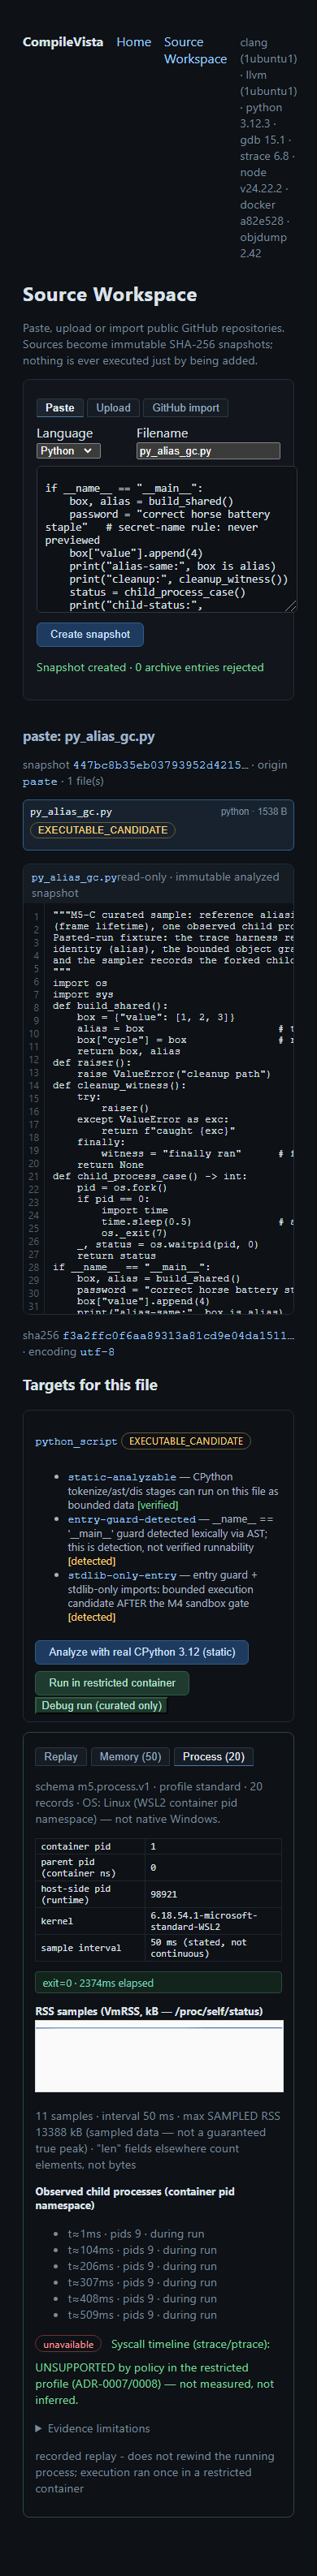 CompileVista Home Source Workspace
clang (1ubuntu1) · llvm (1ubuntu1) · python 3.12.3 · gdb 15.1 · strace 6.8 · node v24.22.2 · docker a82e528 · objdump 2.42
Source Workspace
Paste, upload or import public GitHub repositories.
Sources become immutable SHA-256 snapshots;
nothing is ever executed just by being added.
Paste Upload GitHub import
Language Filename
Python py_alias_gc.py
if __name__ == "__main__":
    box, alias = build_shared()
    password = "correct horse battery
staple"   # secret-name rule: never
previewed
    box["value"].append(4)
    print("alias-same:", box is alias)
    print("cleanup:", cleanup_witness())
    status = child_process_case()
    print("child-status:",
Create snapshot
Snapshot created · 0 archive entries rejected
paste: py_alias_gc.py
snapshot 447bc8b35eb03793952d4215… · origin
paste · 1 file(s)
py_alias_gc.py python · 1538 B
EXECUTABLE_CANDIDATE
py_alias_gc.py read-only · immutable analyzed
snapshot
1 """M5-C curated sample: reference aliasi
2 (frame lifetime), one observed child pro
3 Pasted-run fixture: the trace harness re
4 identity (alias), the bounded object gra
5 and the sampler records the forked child
6 """
7 import os
8 import sys
9 def build_shared():
10     box = {"value": [1, 2, 3]}
11     alias = box # t
12     box["cycle"] = box # r
13     return box, alias
14 def raiser():
15     raise ValueError("cleanup path")
16 def cleanup_witness():
17     try:
18         raiser()
19     except ValueError as exc:
20         return f"caught {exc}"
21     finally:
22         witness = "finally ran" # f
23     return None
24 def child_process_case() -> int:
25     pid = os.fork()
26     if pid == 0:
27         import time
28         time.sleep(0.5) # a
29         os._exit(7)
30     _, status = os.waitpid(pid, 0)
31     return status
if __name__ == "__main__":
    box, alias = build_shared()
    password = "correct horse battery st
    box["value"].append(4)
    print("alias-same:", box is alias)
sha256 f3a2ffc0f6aa89313a81cd9e04da1511…
· encoding utf-8
Targets for this file
python_script EXECUTABLE_CANDIDATE
static-analyzable — CPython
tokenize/ast/dis stages can run on this file as
bounded data [verified]
entry-guard-detected — __name__ ==
'__main__' guard detected lexically via AST;
this is detection, not verified runnability
[detected]
stdlib-only-entry — entry guard +
stdlib-only imports: bounded execution
candidate AFTER the M4 sandbox gate
[detected]
Analyze with real CPython 3.12 (static)
Run in restricted container
Debug run (curated only)
Replay Memory (50) Process (20)
schema m5.process.v1 · profile standard · 20
records · OS: Linux (WSL2 container pid
namespace) — not native Windows.
container pid 1
parent pid (container ns) 0
host-side pid (runtime) 98921
kernel 6.18.54.1-microsoft-standard-WSL2
sample interval 50 ms (stated, not continuous)
exit=0 · 2374ms elapsed
RSS samples (VmRSS, kB — /proc/self/status)
11 samples · interval 50 ms · max SAMPLED RSS
13388 kB (sampled data — not a guaranteed
true peak) · "len" fields elsewhere count
elements, not bytes
Observed child processes (container pid
namespace)
t≈1ms · pids 9 · during run
t≈104ms · pids 9 · during run
t≈206ms · pids 9 · during run
t≈307ms · pids 9 · during run
t≈408ms · pids 9 · during run
t≈509ms · pids 9 · during run
unavailable Syscall timeline (strace/ptrace):
UNSUPPORTED by policy in the restricted
profile (ADR-0007/0008) — not measured, not
inferred.
Evidence limitations
recorded replay - does not rewind the running
process; execution ran once in a restricted
container